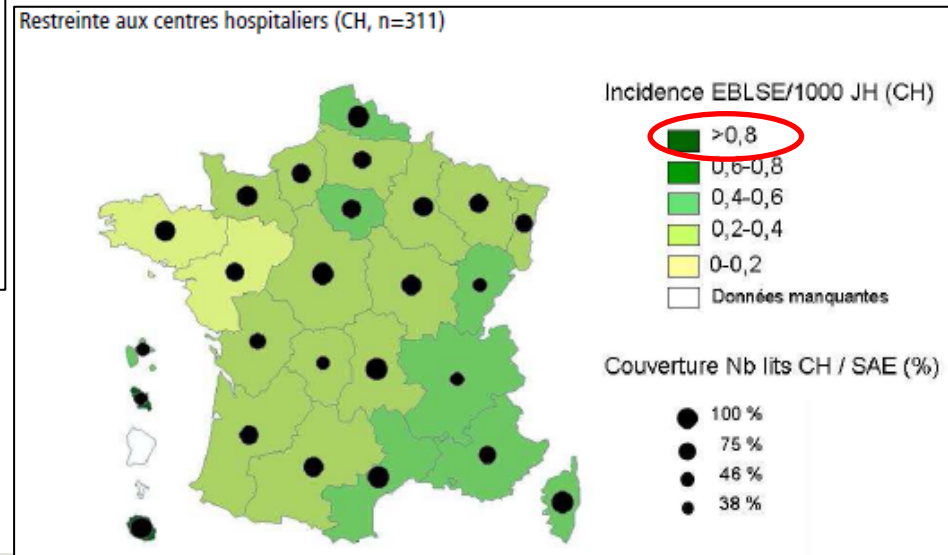 Restreinte aux centres hospitaliers (CH, n=311)
Incidence EBLSE/1000 JH (CH)
>0,8
0,6-0,8
0,4-0,6
0,2-0,4
0-0,2
Données manquantes
Couverture Nb lits CH / SAE (%)
100 %
75 %
46 %
38 %